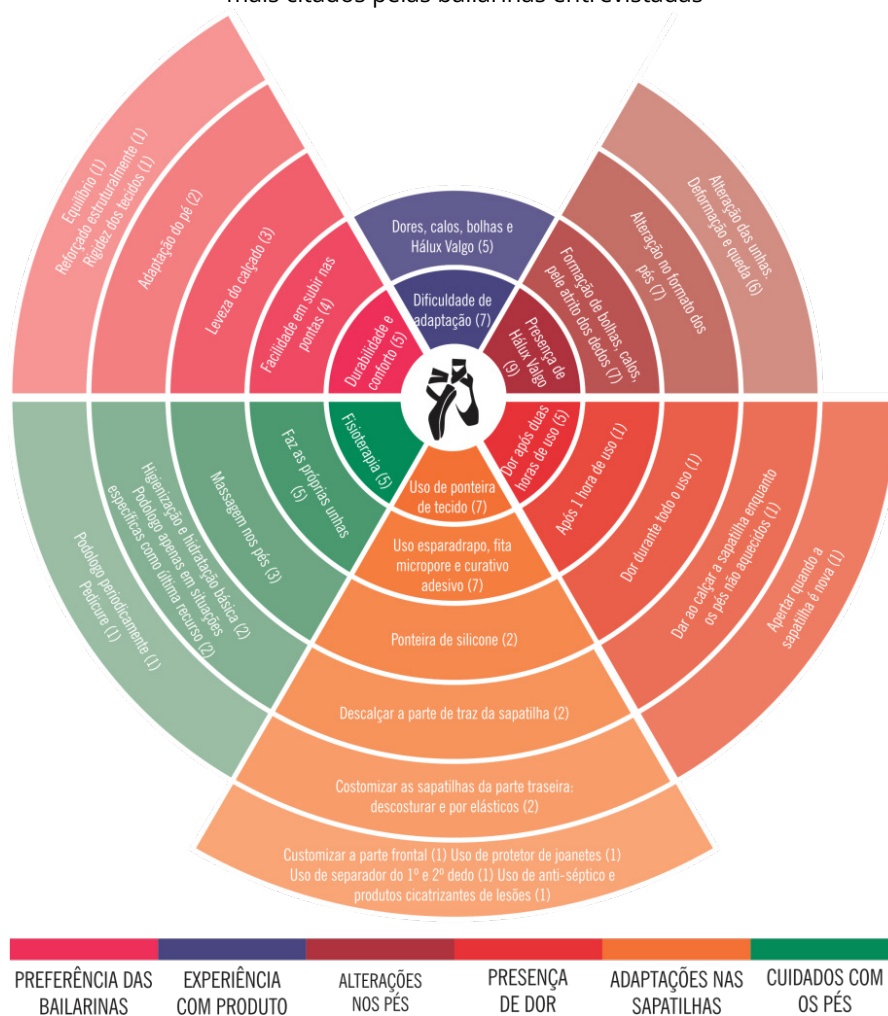 mais citados pelas bailarinas entrevistadas
Equilíbrio (1)
Reforçado estruturalmente (1)
Rigidez dos tecidos (1)
Adaptação do pé (2)
Leveza do calçado (3)
Facilidade em subir nas
pontas (4)
Durabilidade e
conforto (5)
Dores, calos, bolhas e
Hálux Valgo (5)
Dificuldade de
adaptação (7)
Presença de
Hálux Valgo
(9)
Formação de bolhas, calos,
pele atrito dos dedos (7)
Alteração no formato dos
pés (7)
Alteração das unhas.
Deformação e queda (6)
Dor após duas
horas de uso (5)
Após 1 hora de uso (1)
Dor durante todo o uso (1)
Dar ao calçar a sapatilha enquanto
os pés não aquecidos (1)
Apertar quando a
sapatilha é nova (1)
Fisioterapia (5)
Faz as próprias unhas
(5)
Massagem nos pés (3)
Higienização e hidratação básica (2)
Podologo apenas em situações
específicas como última recurso (2)
Podologo periodicamente (1)
Pedicure (1)
Uso de ponteira
de tecido (7)
Uso esparadrapo, fita
micropore e curativo
adesivo (7)
Ponteira de silicone (2)
Descalçar a parte de traz da sapatilha (2)
Costomizar as sapatilhas da parte traseira:
descosturar e por elásticos (2)
Customizar a parte frontal (1) Uso de protetor de joanetes (1)
Uso de separador do 1º e 2º dedo (1) Uso de anti-séptico e
produtos cicatrizantes de lesões (1)
PREFERÊNCIA DAS
BAILARINAS
EXPERIÊNCIA
COM PRODUTO
ALTERAÇÕES
NOS PÉS
PRESENÇA
DE DOR
ADAPTAÇÕES NAS
SAPATILHAS
CUIDADOS COM
OS PÉS